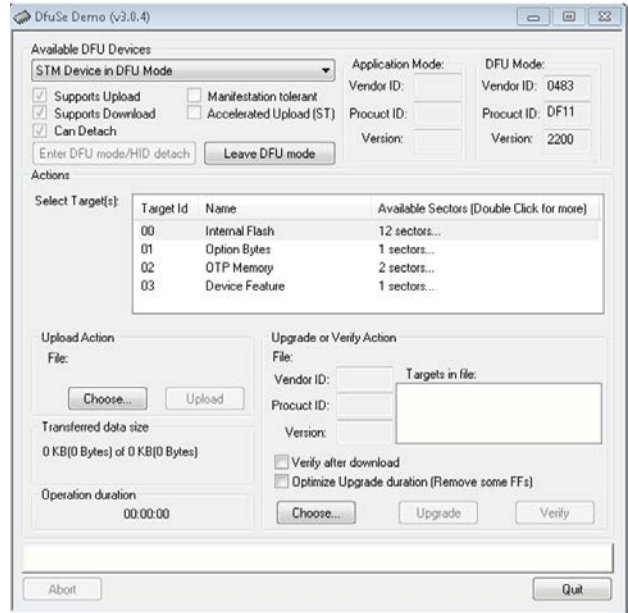 DfuSe Demo (v3.0.4)
Available DFU Devices
STM Device in DFU Mode
Supports Upload
Manifestation tolerant
Supports Download
Accelerated Upload (ST)
Can Detach
Enter DFU mode/HID detach
Leave DFU mode
Application Mode:
Vendor ID:
Procuct ID:
Version:
DFU Mode:
Vendor ID: 0483
Procuct ID: DF11
Version: 2200
Actions
Select Target(s):
Target Id Name Available Sectors (Double Click for more)
00 Internal Flash 12 sectors...
01 Option Bytes 1 sectors...
02 OTP Memory 2 sectors...
03 Device Feature 1 sectors...
Upload Action
File:
Choose...
Upload
Transferred data size
0 KB(0 Bytes) of 0 KB(0 Bytes)
Operation duration
00:00:00
Upgrade or Verify Action
File:
Vendor ID:
Procuct ID:
Version:
Targets in file:
Verify after download
Optimize Upgrade duration (Remove some FFs)
Choose...
Upgrade
Verify
Abort
Quit